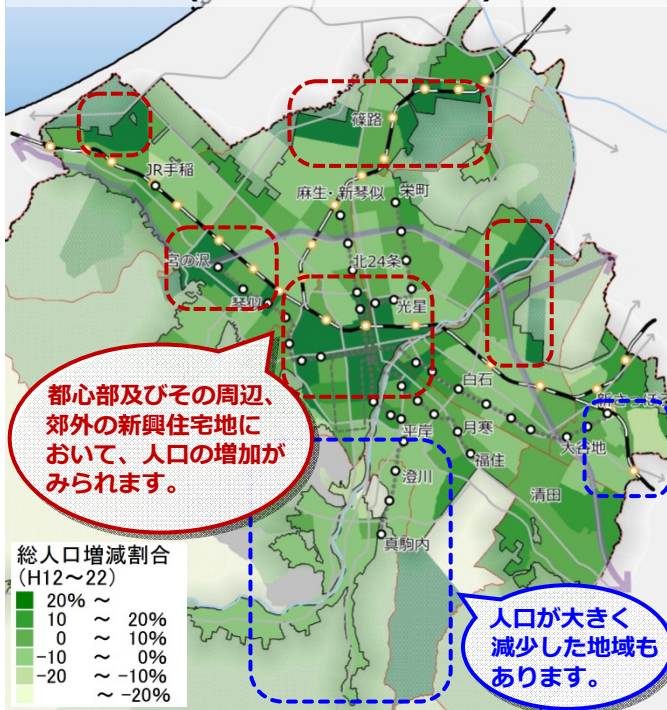 篠路
JR手稲
麻生・新琴似
栄町
宮の沢
北24条
琴似
光星
都心部及びその周辺、
郊外の新興住宅地に
おいて、人口の増加が
みられます。
白石
新さっぽろ
平岸
月寒
大谷地
福住
澄川
清田
真駒内
総人口増減割合
(H12～22)
20% ～
10 ～ 20%
0 ～ 10%
-10 ～ 0%
-20 ～ -10%
～ -20%
人口が大きく
減少した地域も
あります。